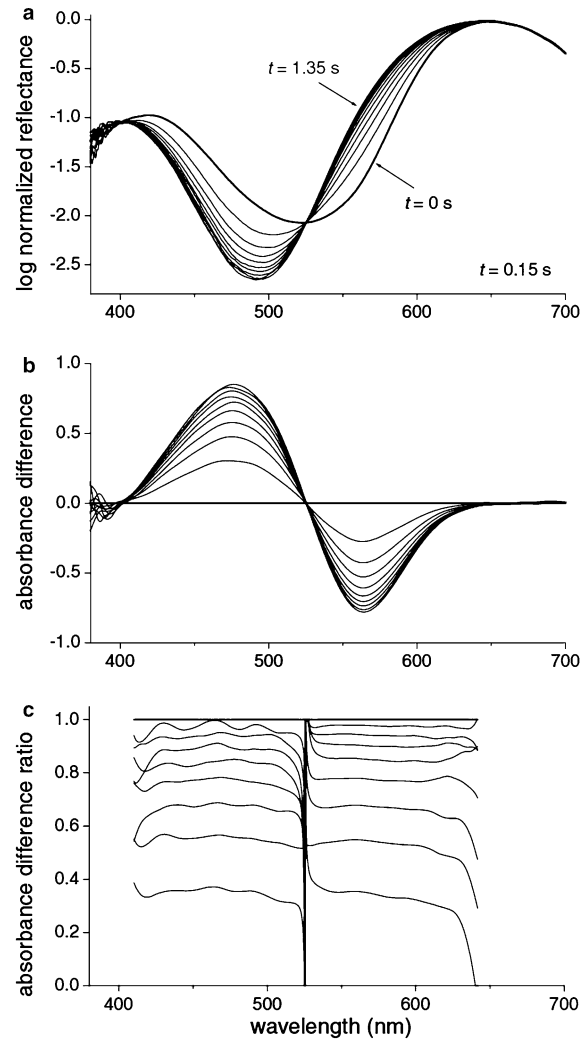 a
log normalized reflectance
0.0
-0.5
-1.0
-1.5
-2.0
-2.5
t = 1.35 s
t = 0 s
t = 0.15 s
400
500
600
700
b
absorbance difference
1.0
0.5
0.0
-0.5
-1.0
400
500
600
700
c
absorbance difference ratio
1.0
0.8
0.6
0.4
0.2
0.0
400
500
600
700
wavelength (nm)